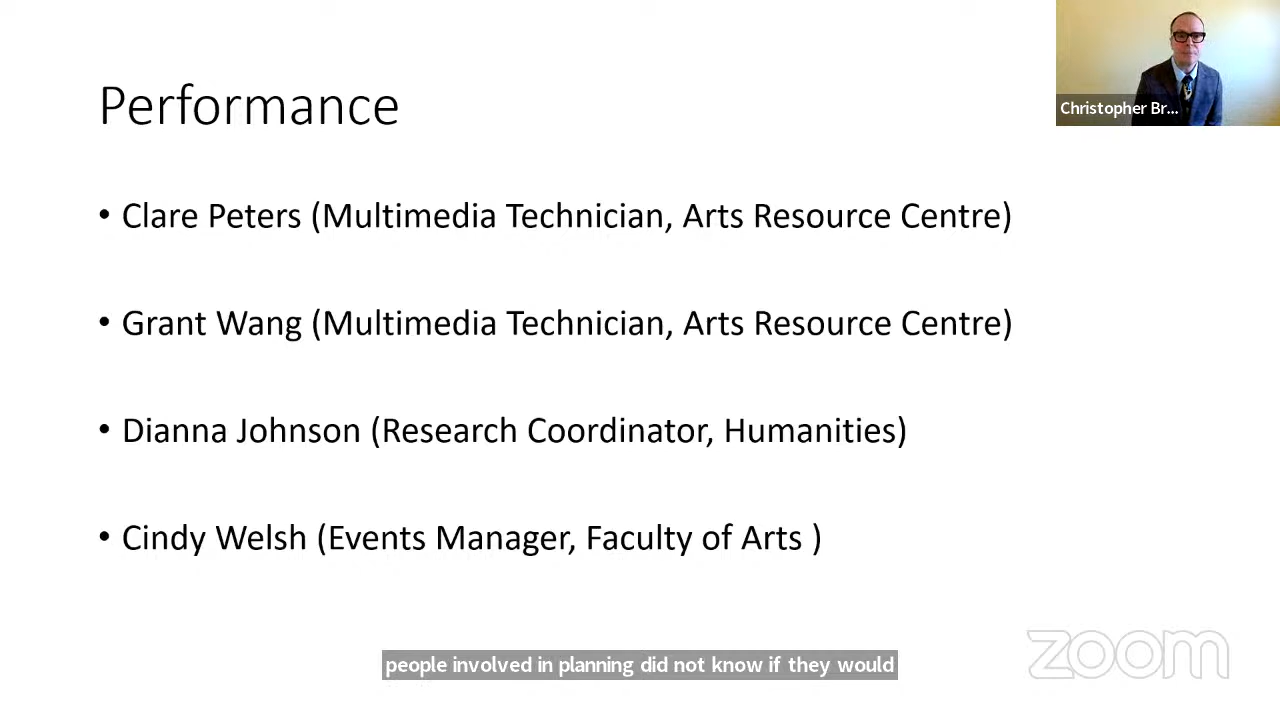 Performance
Christopher Br...
• Clare Peters (Multimedia Technician, Arts Resource Centre)
• Grant Wang (Multimedia Technician, Arts Resource Centre)
• Dianna Johnson (Research Coordinator, Humanities)
• Cindy Welsh (Events Manager, Faculty of Arts )
people involved in planning did not know if they would
zoom